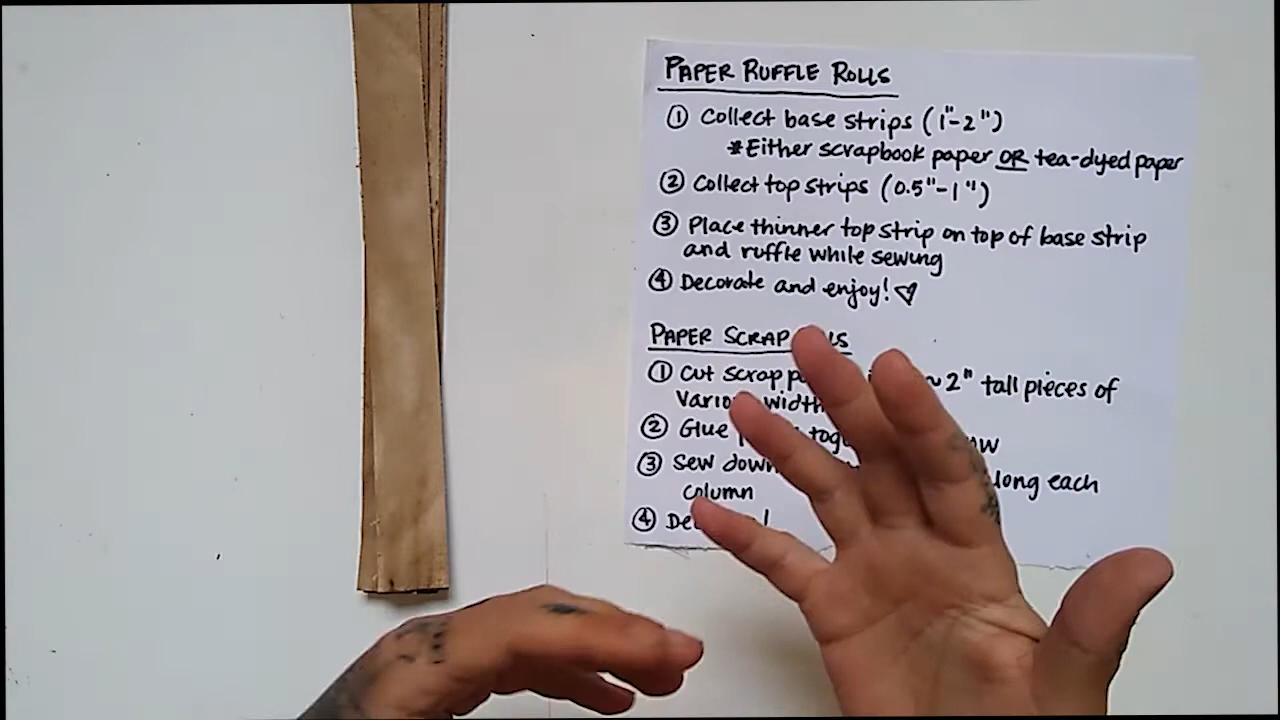 PAPER RUFFLE ROLLS
① Collect base strips (1"-2")
*Either scrapbook paper OR tea-dyed paper
② Collect top strips (0.5"-1")
③ Place thinner top strip on top of base strip
and ruffle while sewing
④ Decorate and enjoy! ♡
PAPER SCRAP
① Cut scrap ~2" tall pieces of
② Glue
③ Sew down along each
column
④